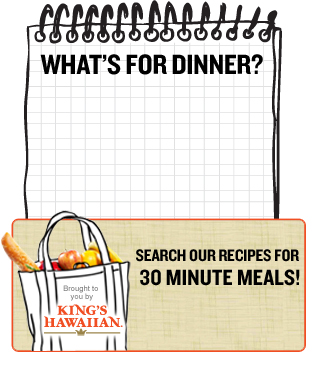 WHAT'S FOR DINNER?
SEARCH OUR RECIPES FOR
30 MINUTE MEALS!
Brought to
you by
KING'S
HAWAIIAN.